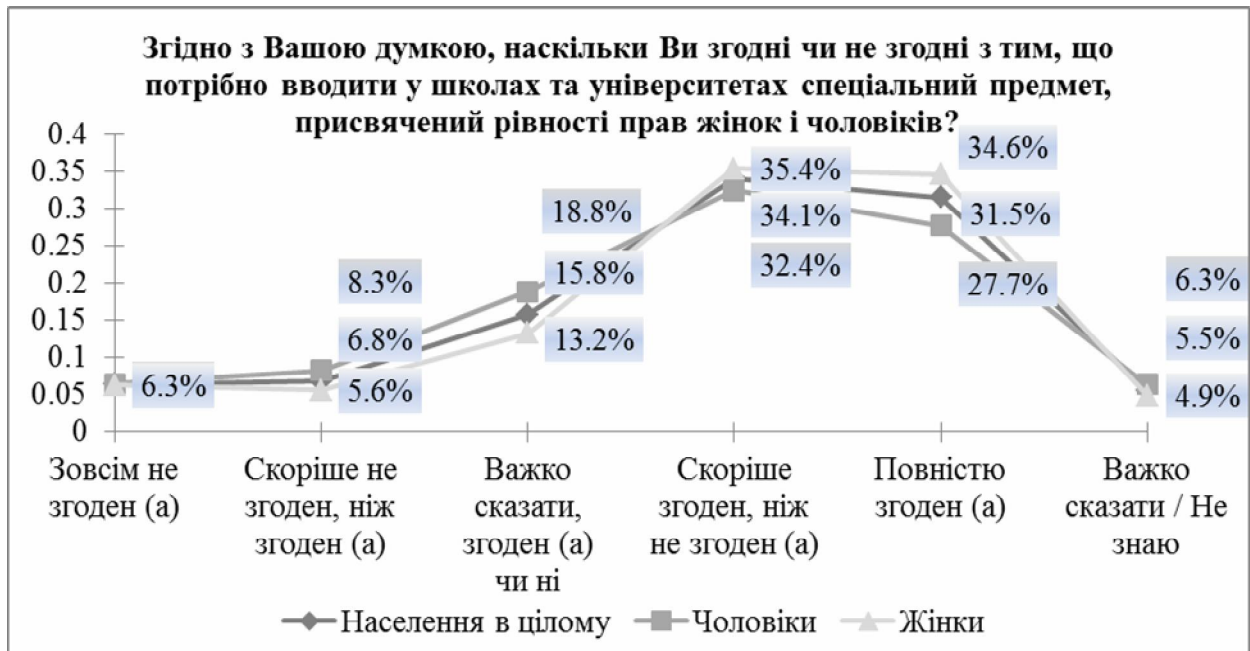 Згідно з Вашою думкою, наскільки Ви згодні чи не згодні з тим, що
потрібно вводити у школах та університетах спеціальний предмет,
присвячений рівності прав жінок і чоловіків?
0.4
0.35
0.3
0.25
0.2
0.15
0.1
0.05
0
6.3%
8.3%
6.8%
5.6%
18.8%
15.8%
13.2%
35.4%
34.1%
32.4%
34.6%
31.5%
27.7%
6.3%
5.5%
4.9%
Зовсім не
згоден (а)
Скоріше не
згоден, ніж
згоден (а)
Важко
сказати,
згоден (а)
чи ні
Скоріше
згоден, ніж
не згоден (а)
Повністю
згоден (а)
Важко
сказати / Не
знаю
Населення в цілому
Чоловіки
Жінки